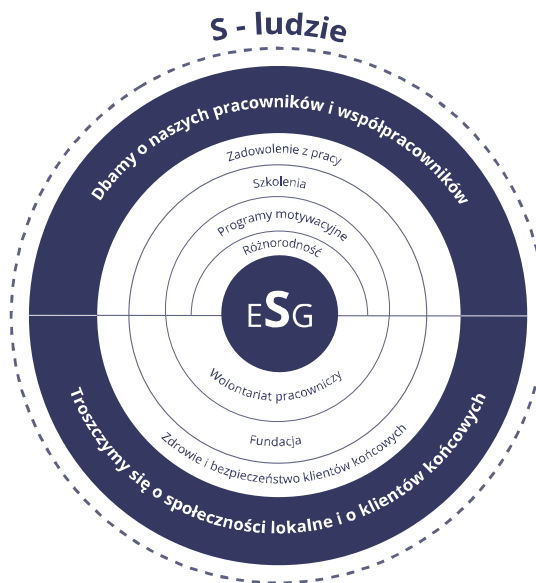 S - ludzie
Dbamy o naszych pracowników i współpracowników
Zadowolenie z pracy
Szkolenia
Programy motywacyjne
Różnorodność
ESG
Wolontariat pracowniczy
Fundacja
Zdrowie i bezpieczeństwo klientów końcowych
Troszczymy się o społeczności lokalne i o klientów końcowych